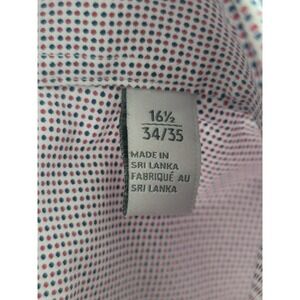 16½
34/35
MADE IN
SRI LANKA
FABRIQUÉ AU
SRI LANKA